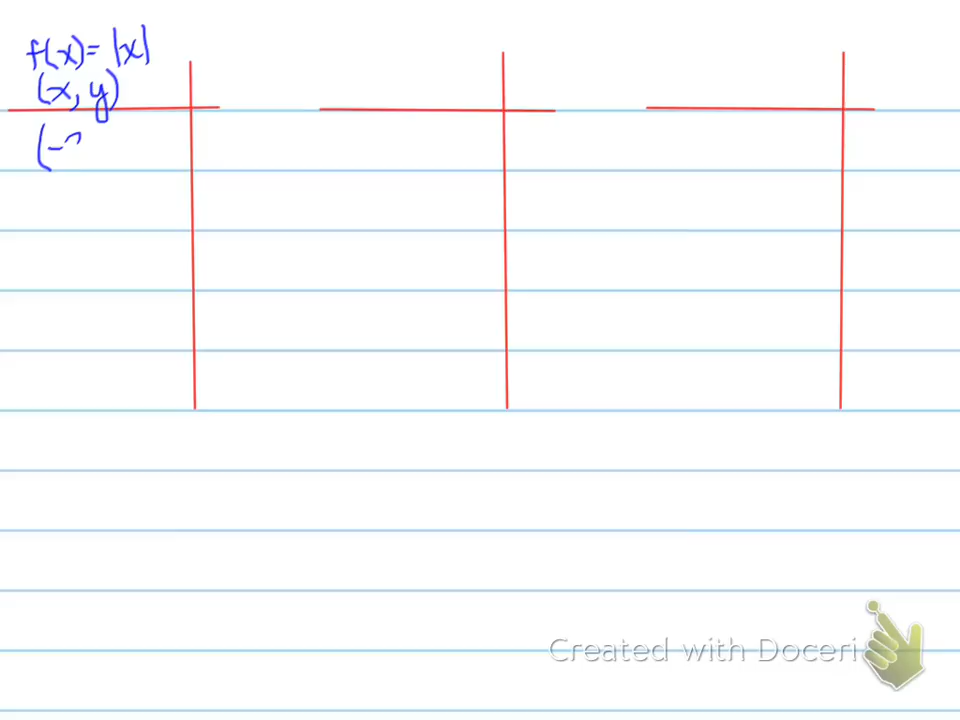 f(x)= |x|
(x, y)
(-
Created with Doceri